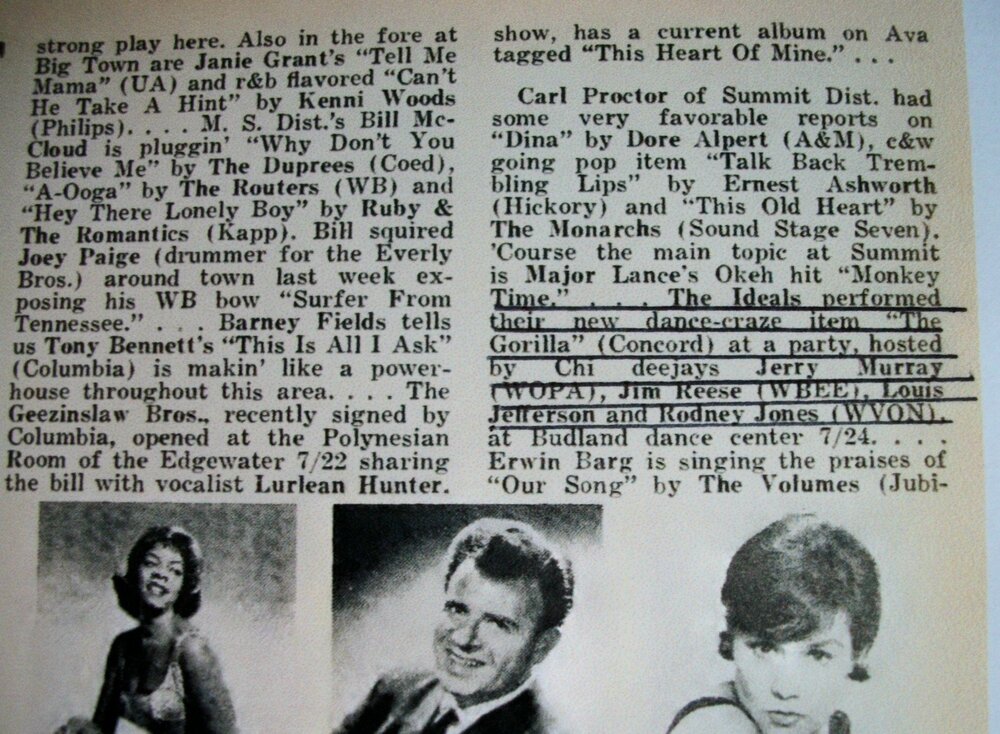 strong play here. Also in the fore at
Big Town are Janie Grant's "Tell Me
Mama" (UA) and r&b flavored "Can't
He Take A Hint" by Kenni Woods
(Philips). . . . M. S. Dist.'s Bill Mc-
Cloud is pluggin' "Why Don't You
Believe Me" by The Duprees (Coed),
"A-Ooga" by The Routers (WB) and
"Hey There Lonely Boy" by Ruby &
The Romantics (Kapp). Bill squired
Joey Paige (drummer for the Everly
Bros.) around town last week ex-
posing his WB bow "Surfer From
Tennessee." . . . Barney Fields tells
us Tony Bennett's "This Is All I Ask"
(Columbia) is makin' like a power-
house throughout this area. . . . The
Geezinslaw Bros., recently signed by
Columbia, opened at the Polynesian
Room of the Edgewater 7/22 sharing
the bill with vocalist Lurlean Hunter.
show, has a current album on Ava
tagged "This Heart Of Mine." . . .
Carl Proctor of Summit Dist. had
some very favorable reports on
"Dina" by Dore Alpert (A&M), c&w
going pop item "Talk Back Trem-
bling Lips" by Ernest Ashworth
(Hickory) and "This Old Heart" by
The Monarchs (Sound Stage Seven).
'Course the main topic at Summit
is Major Lance's Okeh hit "Monkey
Time." . . . The Ideals performed
their new dance-craze item "The
Gorilla" (Concord) at a party, hosted
by Chi deejays Jerry Murray
(WOPA), Jim Reese (WBEE), Louis
Jefferson and Rodney Jones (WVON),
at Budland dance center 7/24. . . .
Erwin Barg is singing the praises of
"Our Song" by The Volumes (Jubi-